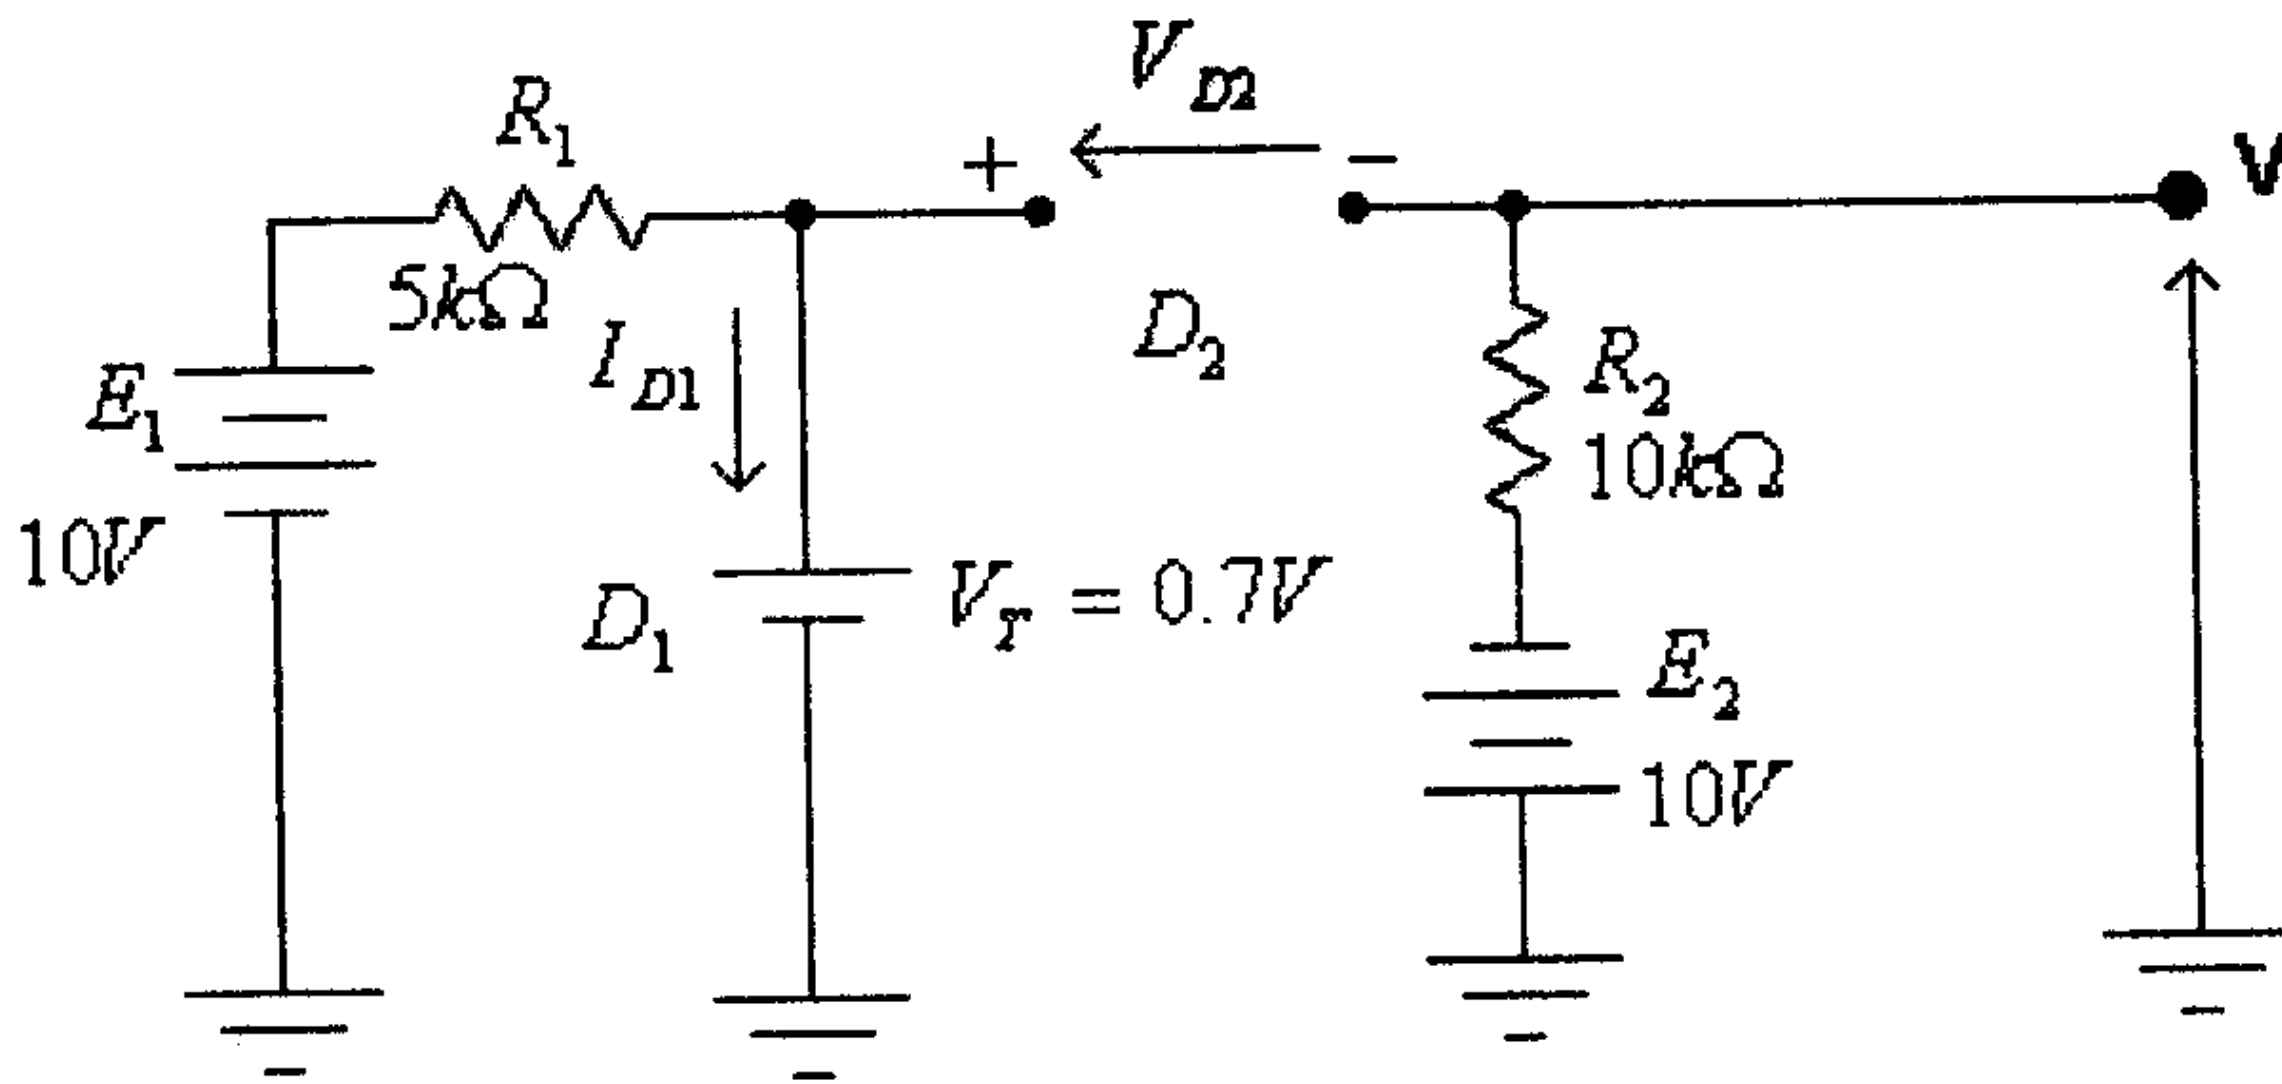 V_D2
R_1
+
-
V
5kΩ
I_D1
D_2
R_2
10kΩ
E_1
10V
D_1
V_T = 0.7V
E_2
10V